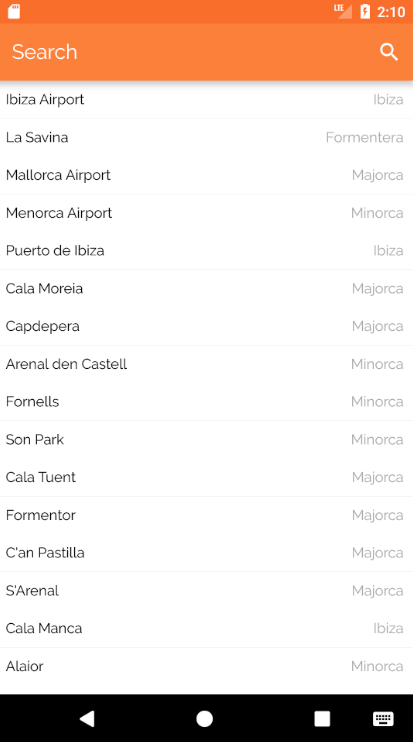 LTE 2:10
Search
Ibiza Airport Ibiza
La Savina Formentera
Mallorca Airport Majorca
Menorca Airport Minorca
Puerto de Ibiza Ibiza
Cala Moreia Majorca
Capdepera Majorca
Arenal den Castell Minorca
Fornells Minorca
Son Park Minorca
Cala Tuent Majorca
Formentor Majorca
C'an Pastilla Majorca
S'Arenal Majorca
Cala Manca Ibiza
Alaior Minorca